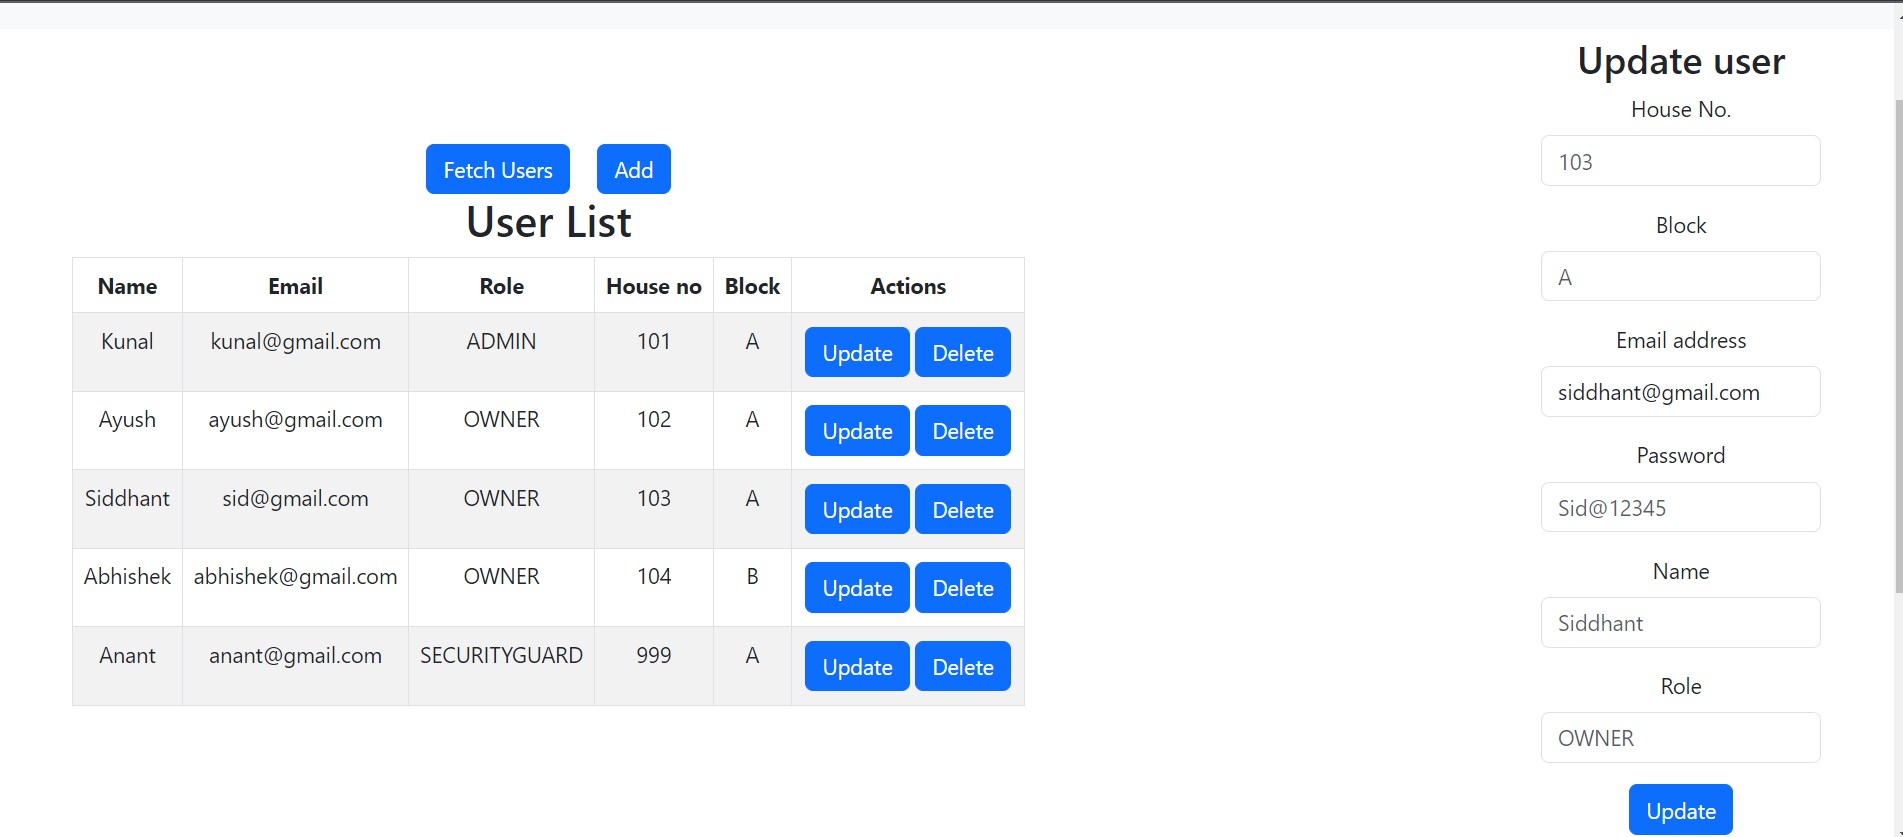 Fetch Users Add
User List
Name Email Role House no Block Actions
Kunal kunal@gmail.com ADMIN 101 A Update Delete
Ayush ayush@gmail.com OWNER 102 A Update Delete
Siddhant sid@gmail.com OWNER 103 A Update Delete
Abhishek abhishek@gmail.com OWNER 104 B Update Delete
Anant anant@gmail.com SECURITYGUARD 999 A Update Delete
Update user
House No.
103
Block
A
Email address
siddhant@gmail.com
Password
Sid@12345
Name
Siddhant
Role
OWNER
Update